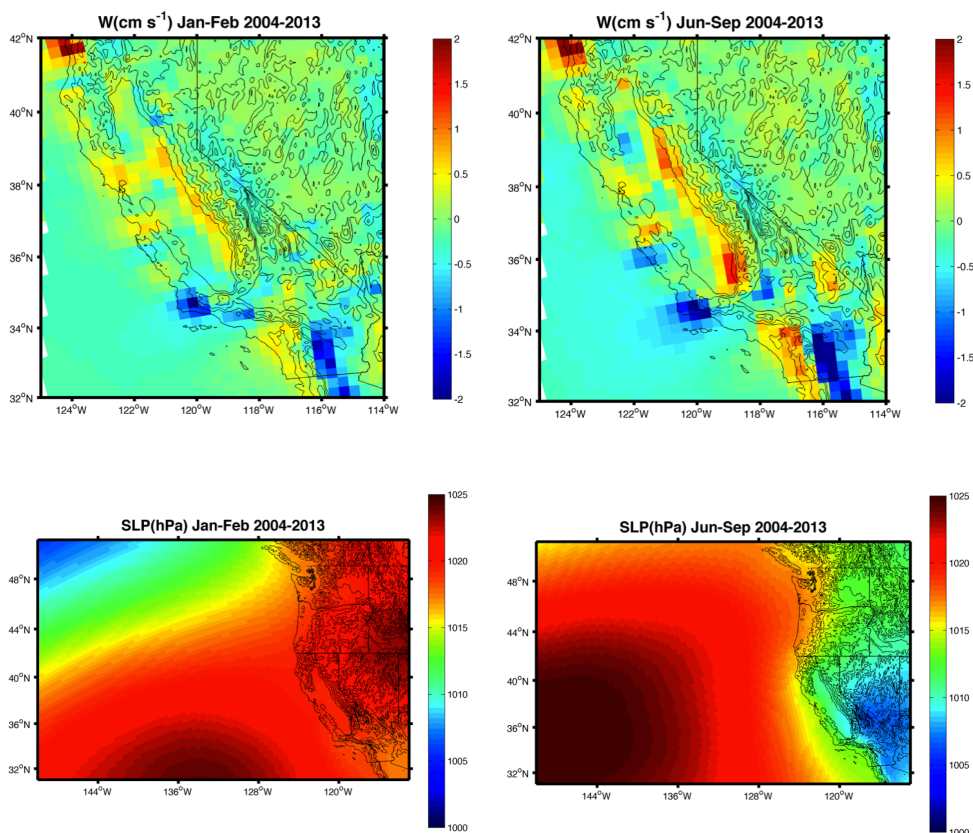 W(cm s⁻¹) Jan-Feb 2004-2013
42°N
40°N
38°N
36°N
34°N
32°N
124°W 122°W 120°W 118°W 116°W 114°W
2
1.5
1
0.5
0
-0.5
-1
-1.5
-2
W(cm s⁻¹) Jun-Sep 2004-2013
42°N
40°N
38°N
36°N
34°N
32°N
124°W 122°W 120°W 118°W 116°W 114°W
2
1.5
1
0.5
0
-0.5
-1
-1.5
-2
SLP(hPa) Jan-Feb 2004-2013
48°N
44°N
40°N
36°N
32°N
144°W 136°W 128°W 120°W
1025
1020
1015
1010
1005
1000
SLP(hPa) Jun-Sep 2004-2013
48°N
44°N
40°N
36°N
32°N
144°W 136°W 128°W 120°W
1025
1020
1015
1010
1005
1000